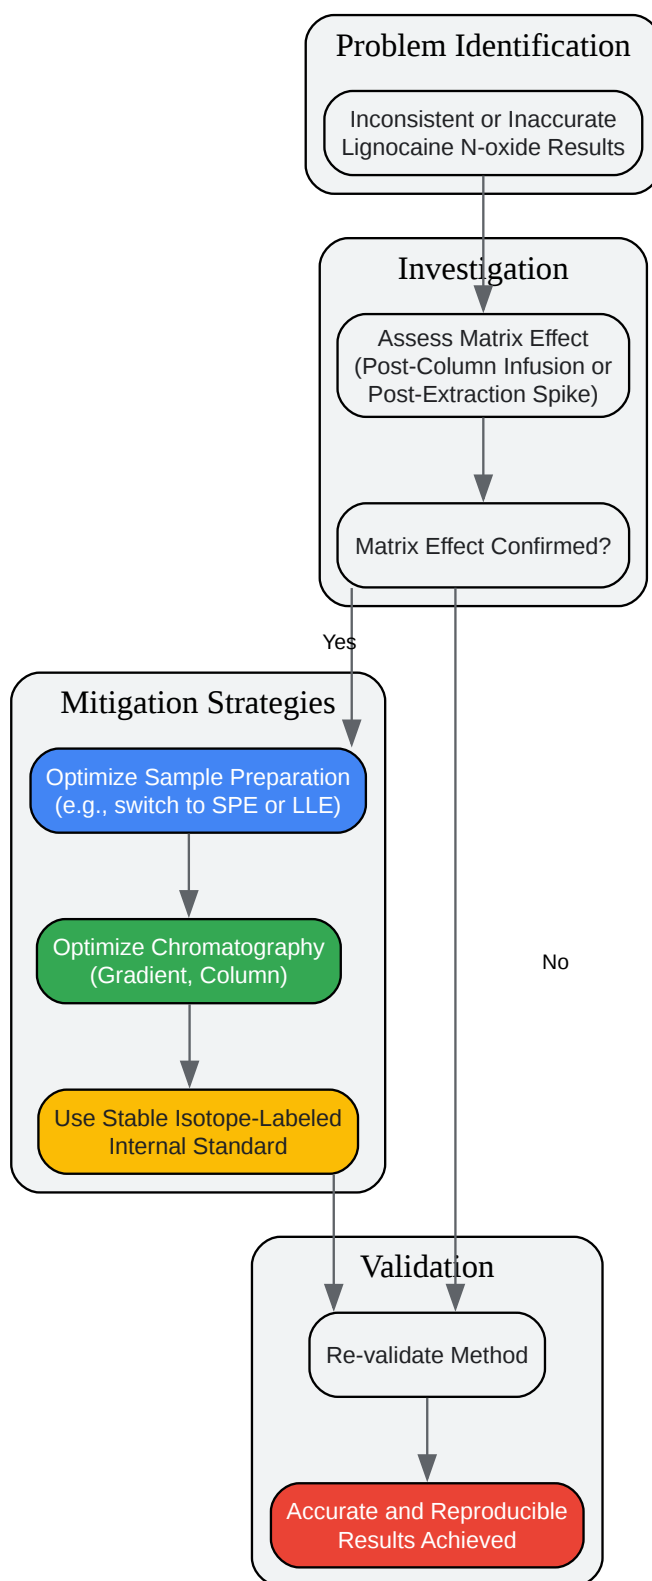 Problem Identification
Inconsistent or Inaccurate
Lignocaine N-oxide Results
Investigation
Assess Matrix Effect
(Post-Column Infusion or
Post-Extraction Spike)
Matrix Effect Confirmed?
Yes
Mitigation Strategies
Optimize Sample Preparation
(e.g., switch to SPE or LLE)
Optimize Chromatography
(Gradient, Column)
No
Use Stable Isotope-Labeled
Internal Standard
Validation
Re-validate Method
Accurate and Reproducible
Results Achieved